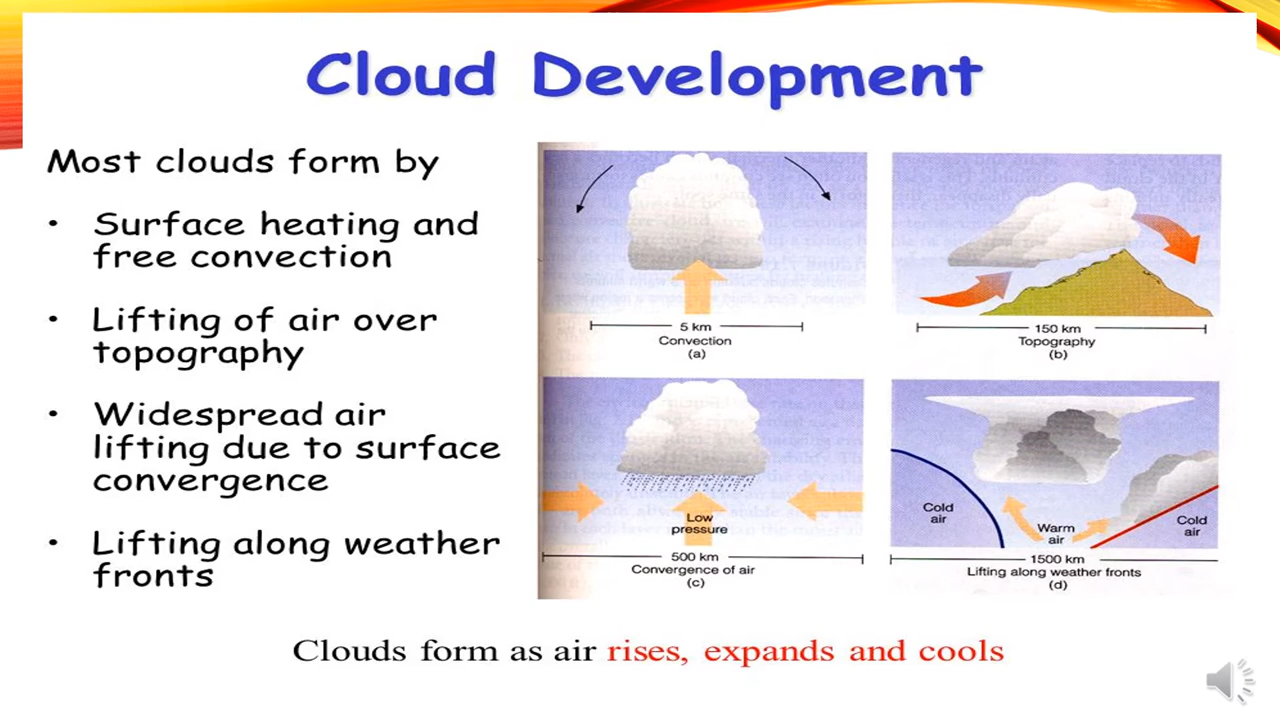 Cloud Development
Most clouds form by
• Surface heating and
free convection
• Lifting of air over
topography
• Widespread air
lifting due to surface
convergence
• Lifting along weather
fronts
5 km
Convection
(a)
150 km
Topography
(b)
Low
pressure
500 km
Convergence of air
(c)
Cold
air
Warm
air
Cold
air
1500 km
Lifting along weather fronts
(d)
Clouds form as air rises, expands and cools